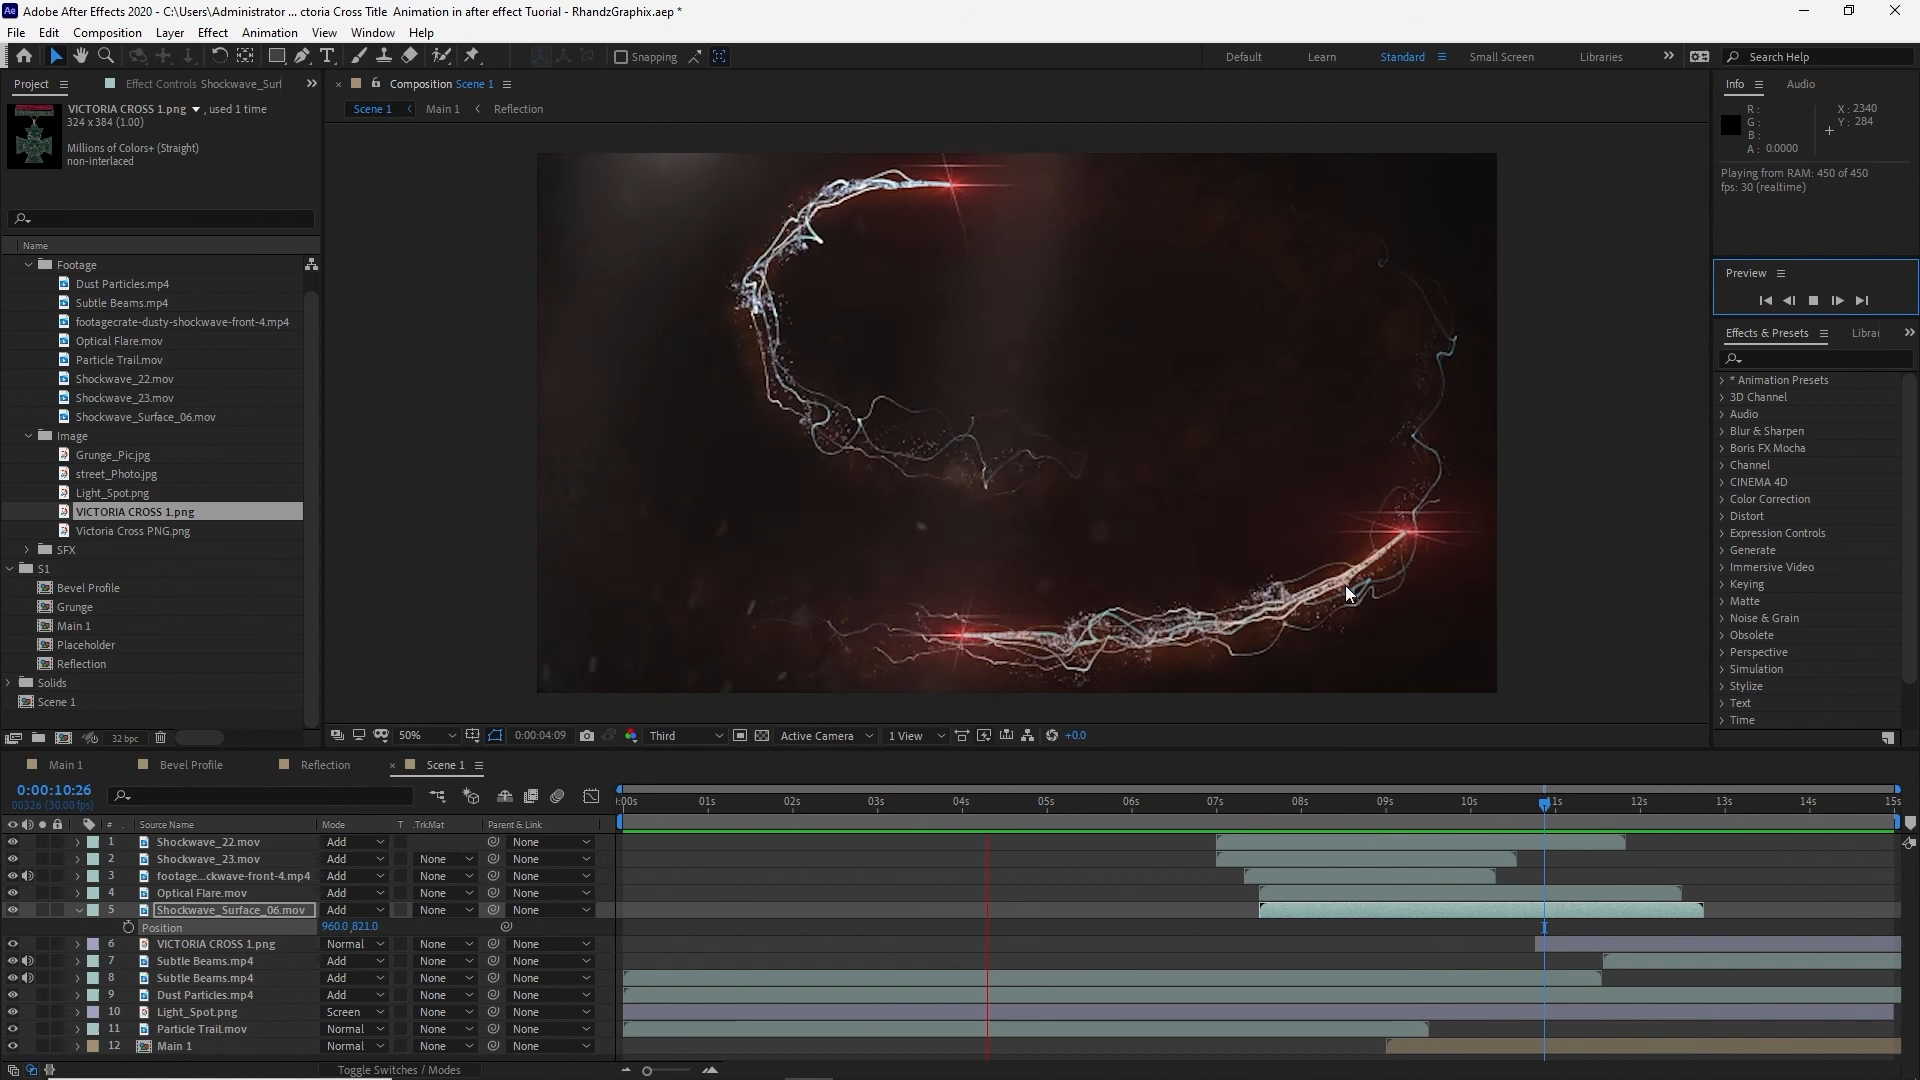 Ae Adobe After Effects 2020 - C:\Users\Administrator ... ctoria Cross Title  Animation in after effect Tuorial - RhandzGraphix.aep *
File Edit Composition Layer Effect Animation View Window Help
Snapping
Default Learn Standard Small Screen Libraries Search Help
Project Effect Controls Shockwave_Surf
VICTORIA CROSS 1.png , used 1 time
324 x 384 (1.00)
Millions of Colors+ (Straight)
non-interlaced
Name
Footage
Dust Particles.mp4
Subtle Beams.mp4
footagecrate-dusty-shockwave-front-4.mp4
Optical Flare.mov
Particle Trail.mov
Shockwave_22.mov
Shockwave_23.mov
Shockwave_Surface_06.mov
Image
Grunge_Pic.jpg
street_Photo.jpg
Light_Spot.png
VICTORIA CROSS 1.png
Victoria Cross PNG.png
SFX
S1
Bevel Profile
Grunge
Main 1
Placeholder
Reflection
Solids
Scene 1
32 bpc
Composition Scene 1
Scene 1 Main 1 Reflection
50% 0:00:04:09 Third Active Camera 1 View +0.0
Info Audio
R :
G :
B :
A : 0.0000
X : 2340
Y : 284
Playing from RAM: 450 of 450
fps: 30 (realtime)
Preview
Effects & Presets Librar
* Animation Presets
3D Channel
Audio
Blur & Sharpen
Boris FX Mocha
Channel
CINEMA 4D
Color Correction
Distort
Expression Controls
Generate
Immersive Video
Keying
Matte
Noise & Grain
Obsolete
Perspective
Simulation
Stylize
Text
Time
Main 1 Bevel Profile Reflection Scene 1
0:00:10:26
00326 (30.00 fps)
# Source Name Mode T .TrkMat Parent & Link
:00s 01s 02s 03s 04s 05s 06s 07s 08s 09s 10s 11s 12s 13s 14s 15s
1 Shockwave_22.mov Add None
2 Shockwave_23.mov Add None None
3 footage...ckwave-front-4.mp4 Add None None
4 Optical Flare.mov Add None None
5 Shockwave_Surface_06.mov Add None None
Position 960.0,821.0
6 VICTORIA CROSS 1.png Normal None None
7 Subtle Beams.mp4 Add None None
8 Subtle Beams.mp4 Add None None
9 Dust Particles.mp4 Add None None
10 Light_Spot.png Screen None None
11 Particle Trail.mov Normal None None
12 Main 1 Normal None None
Toggle Switches / Modes